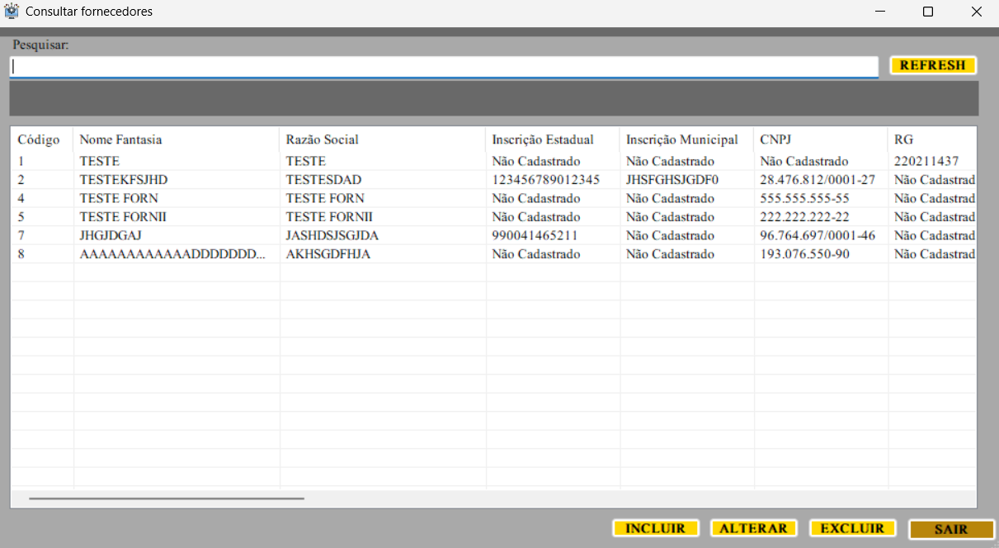 Consultar fornecedores
Pesquisar:
REFRESH
Código Nome Fantasia Razão Social Inscrição Estadual Inscrição Municipal CNPJ RG
1 TESTE TESTE Não Cadastrado Não Cadastrado Não Cadastrado 220211437
2 TESTEKFSJHD TESTESDAD 123456789012345 JHSFGHSJGDF0 28.476.812/0001-27 Não Cadastrad
4 TESTE FORN TESTE FORN Não Cadastrado Não Cadastrado 555.555.555-55 Não Cadastrad
5 TESTE FORNII TESTE FORNII Não Cadastrado Não Cadastrado 222.222.222-22 Não Cadastrad
7 JHGJDGAJ JASHDSJSGJDA 990041465211 Não Cadastrado 96.764.697/0001-46 Não Cadastrad
8 AAAAAAAAAAAADDDDDDD... AKHSGDFHJA Não Cadastrado Não Cadastrado 193.076.550-90 Não Cadastrad
INCLUIR ALTERAR EXCLUIR SAIR